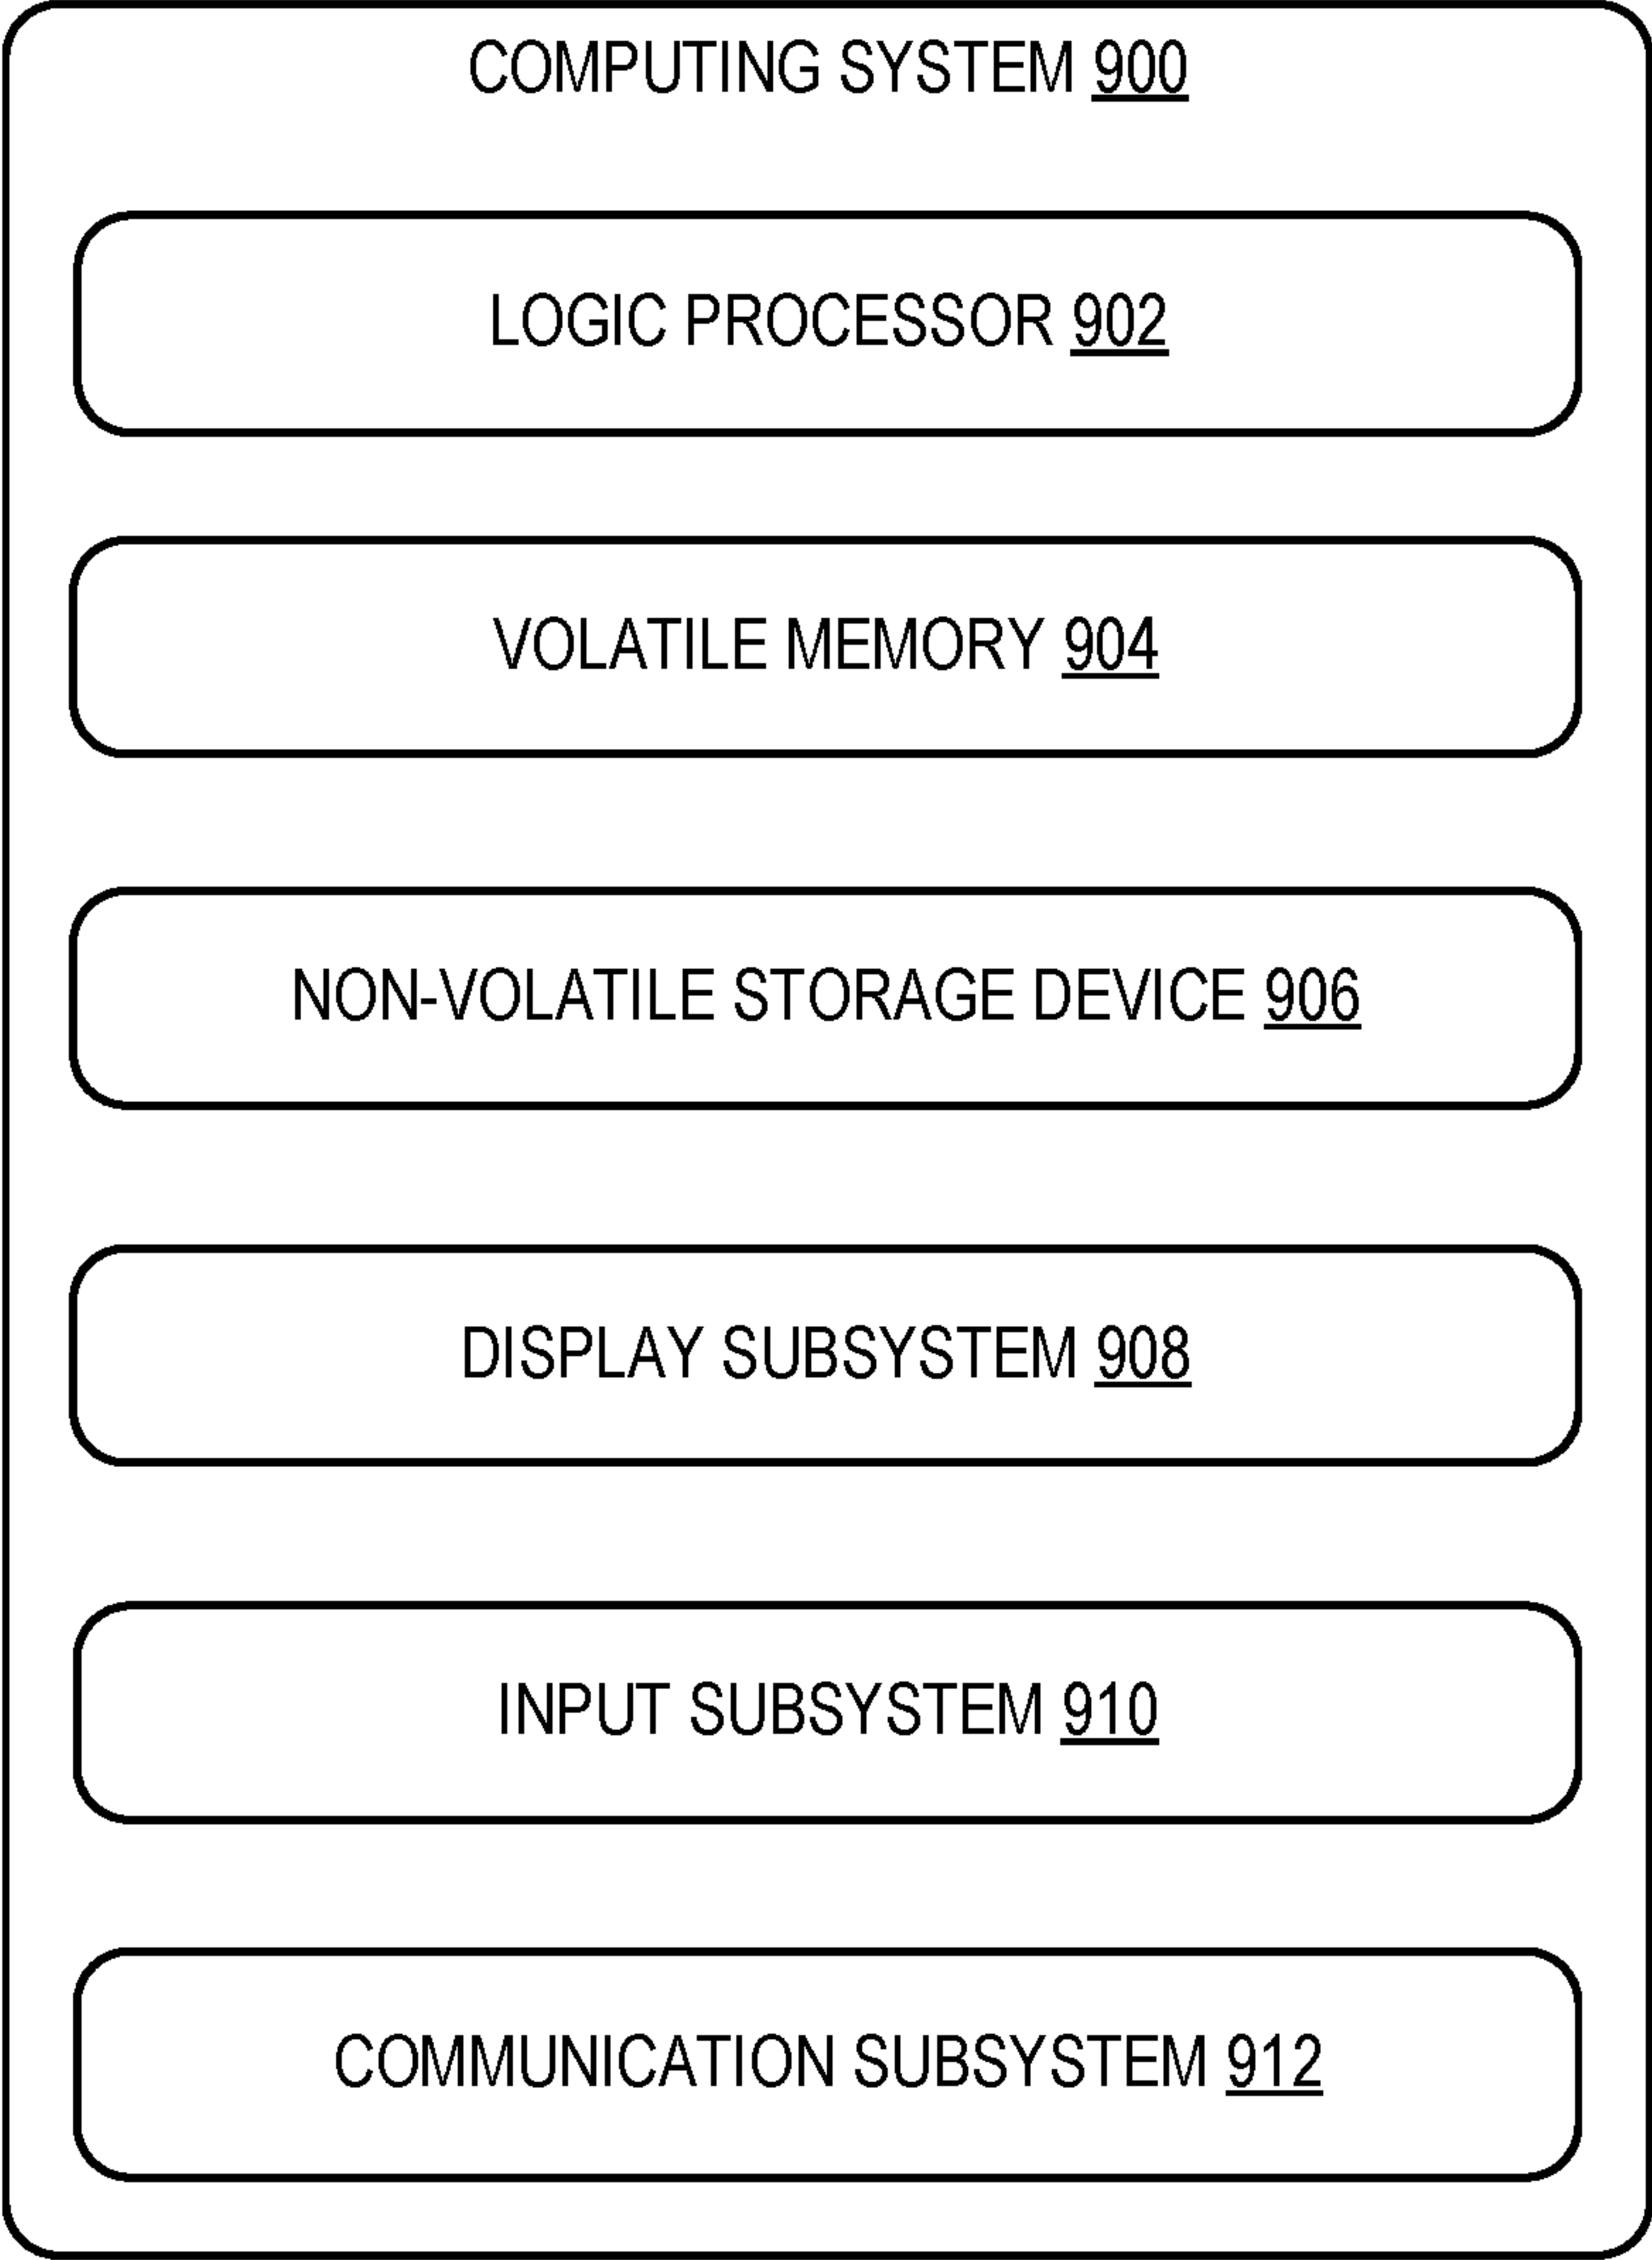 COMPUTING SYSTEM 900
LOGIC PROCESSOR 902
VOLATILE MEMORY 904
NON-VOLATILE STORAGE DEVICE 906
DISPLAY SUBSYSTEM 908
INPUT SUBSYSTEM 910
COMMUNICATION SUBSYSTEM 912